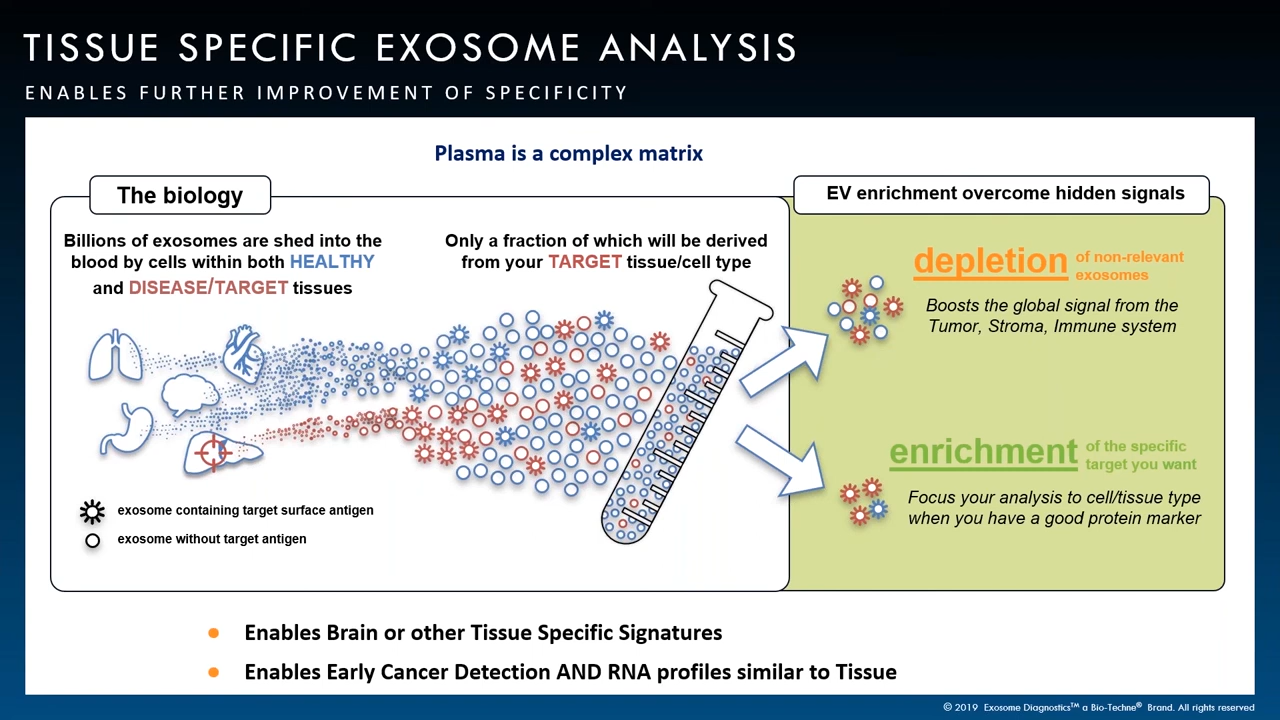 TISSUE SPECIFIC EXOSOME ANALYSIS
ENABLES FURTHER IMPROVEMENT OF SPECIFICITY
Plasma is a complex matrix
The biology
Billions of exosomes are shed into the
blood by cells within both HEALTHY
and DISEASE/TARGET tissues
Only a fraction of which will be derived
from your TARGET tissue/cell type
exosome containing target surface antigen
exosome without target antigen
EV enrichment overcome hidden signals
depletion of non-relevant
exosomes
Boosts the global signal from the
Tumor, Stroma, Immune system
enrichment of the specific
target you want
Focus your analysis to cell/tissue type
when you have a good protein marker
• Enables Brain or other Tissue Specific Signatures
• Enables Early Cancer Detection AND RNA profiles similar to Tissue
© 2019 Exosome Diagnostics™ a Bio-Techne® Brand. All rights reserved